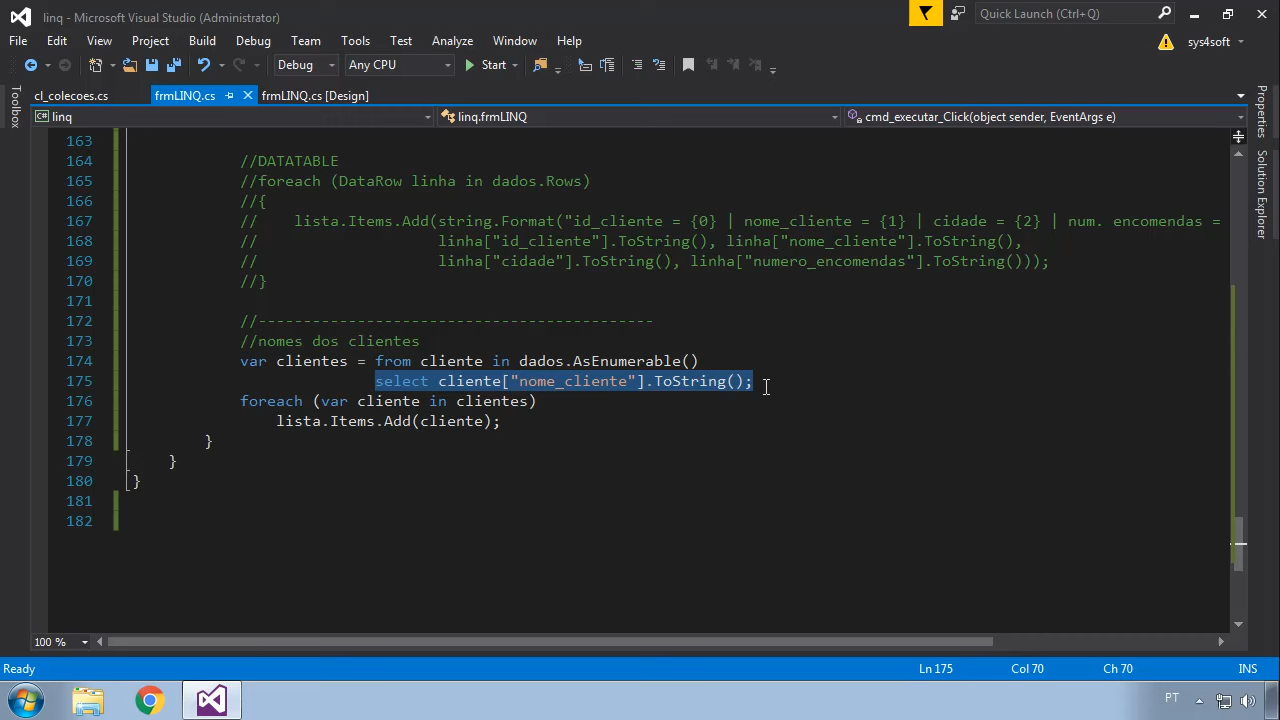 linq - Microsoft Visual Studio (Administrator)
Quick Launch (Ctrl+Q)
File Edit View Project Build Debug Team Tools Test Analyze Window Help
sys4soft
Debug Any CPU Start
Toolbox
cl_colecoes.cs frmLINQ.cs frmLINQ.cs [Design]
linq linq.frmLINQ cmd_executar_Click(object sender, EventArgs e)
163
164 //DATATABLE
165 //foreach (DataRow linha in dados.Rows)
166 //{
167 // lista.Items.Add(string.Format("id_cliente = {0} | nome_cliente = {1} | cidade = {2} | num. encomendas =
168 // linha["id_cliente"].ToString(), linha["nome_cliente"].ToString(),
169 // linha["cidade"].ToString(), linha["numero_encomendas"].ToString()));
170 //}
171
172 //--------------------------------------------
173 //nomes dos clientes
174 var clientes = from cliente in dados.AsEnumerable()
175 select cliente["nome_cliente"].ToString();
176 foreach (var cliente in clientes)
177 lista.Items.Add(cliente);
178 }
179 }
180 }
181
182
Properties
Solution Explorer
100 %
Ready Ln 175 Col 70 Ch 70 INS
PT